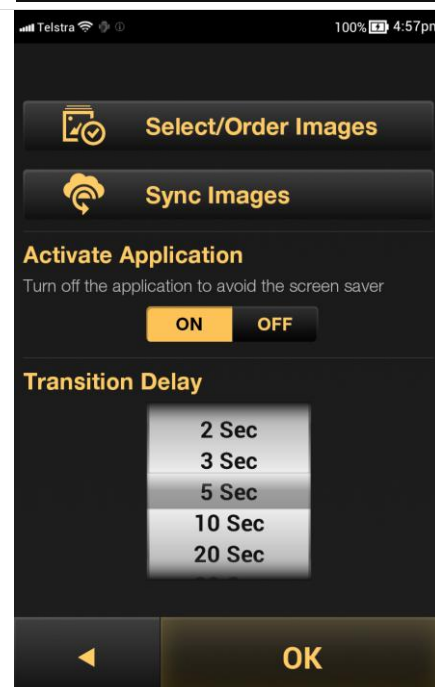 Telstra 100% 4:57pm
Select/Order Images
Sync Images
Activate Application
Turn off the application to avoid the screen saver
ON OFF
Transition Delay
2 Sec
3 Sec
5 Sec
10 Sec
20 Sec
OK